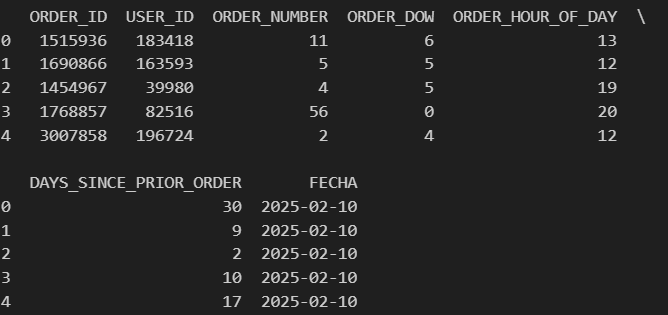 ORDER_ID USER_ID ORDER_NUMBER ORDER_DOW ORDER_HOUR_OF_DAY \
0 1515936 183418 11 6 13
1 1690866 163593 5 5 12
2 1454967 39980 4 5 19
3 1768857 82516 56 0 20
4 3007858 196724 2 4 12
DAYS_SINCE_PRIOR_ORDER FECHA
0 30 2025-02-10
1 9 2025-02-10
2 2 2025-02-10
3 10 2025-02-10
4 17 2025-02-10